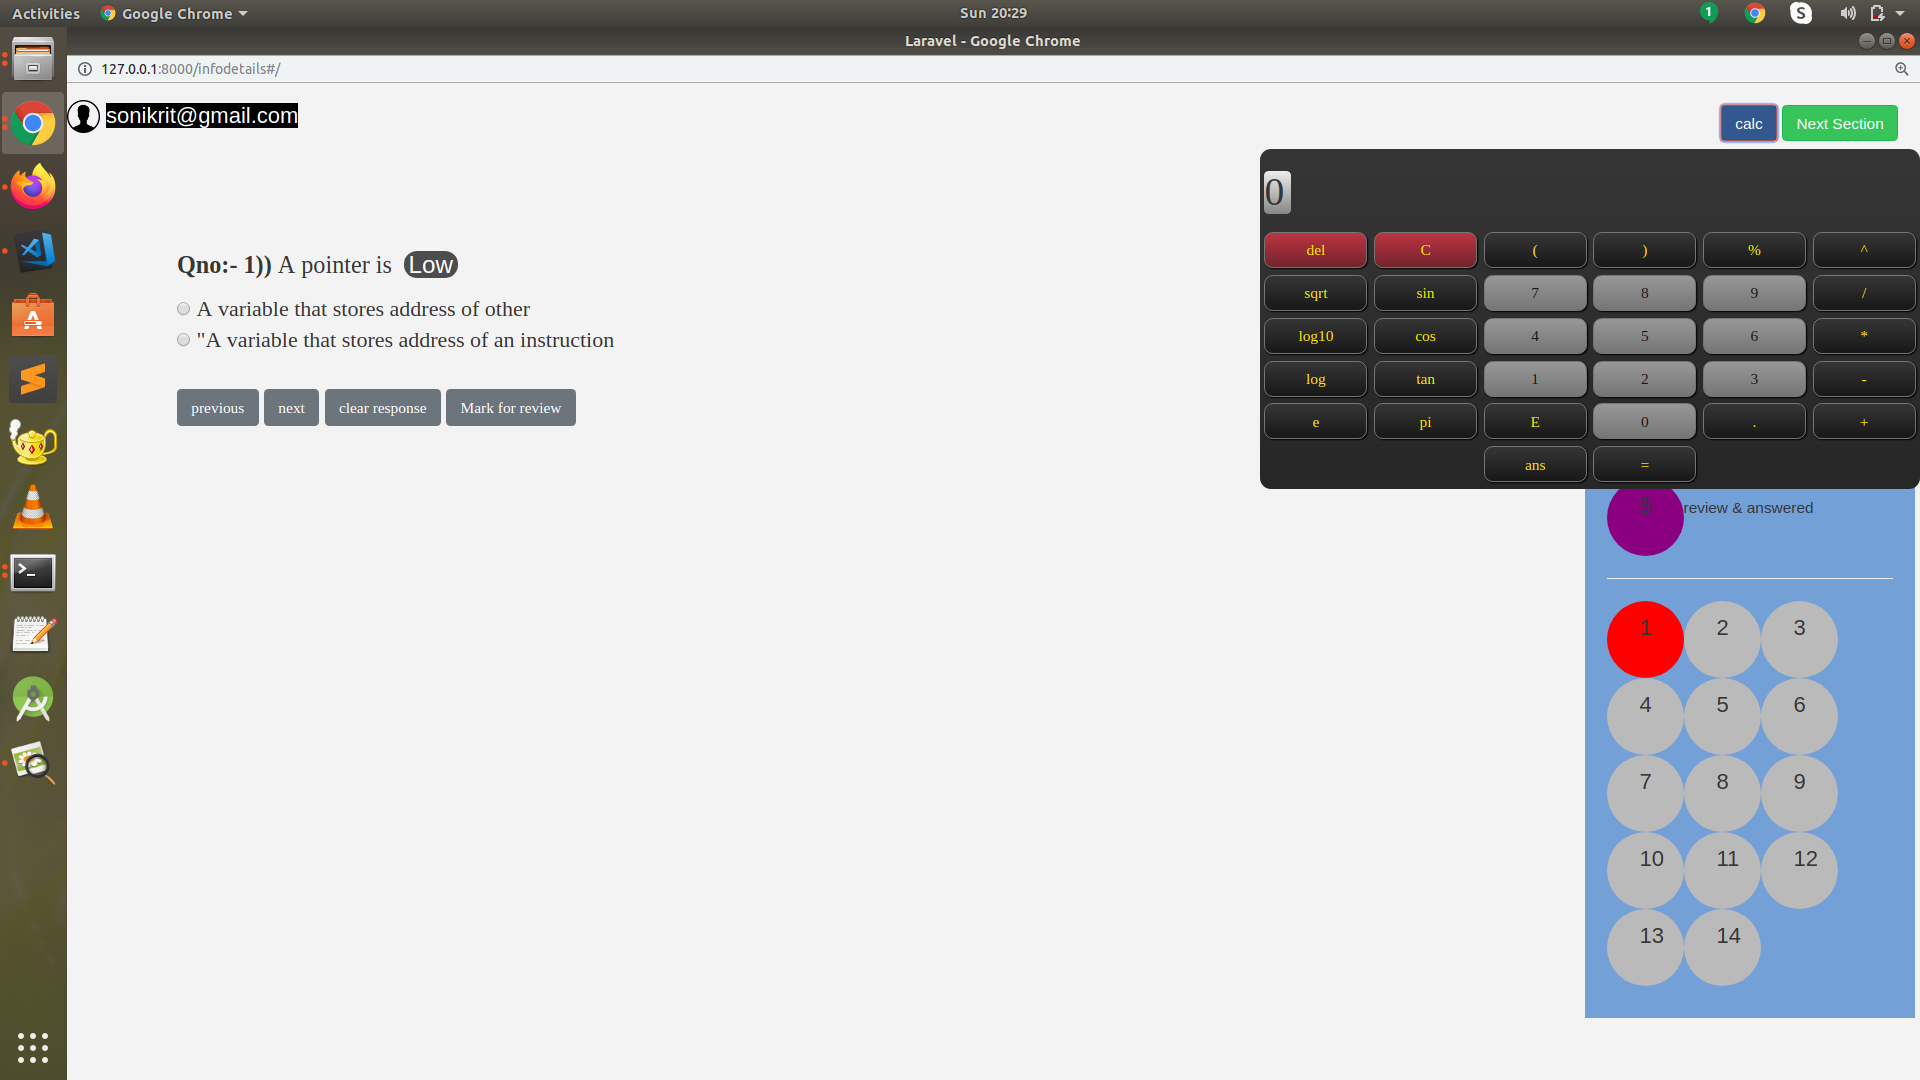 Activities Google Chrome Sun 20:29 1 S
Laravel - Google Chrome
127.0.0.1:8000/infodetails#/
sonikrit@gmail.com calc Next Section
0
del C ( ) % ^
sqrt sin 7 8 9 /
log10 cos 4 5 6 *
log tan 1 2 3 -
e pi E 0 . +
ans =
Qno:- 1)) A pointer is Low
A variable that stores address of other
"A variable that stores address of an instruction
previous next clear response Mark for review
5 review & answered
1 2 3
4 5 6
7 8 9
10 11 12
13 14